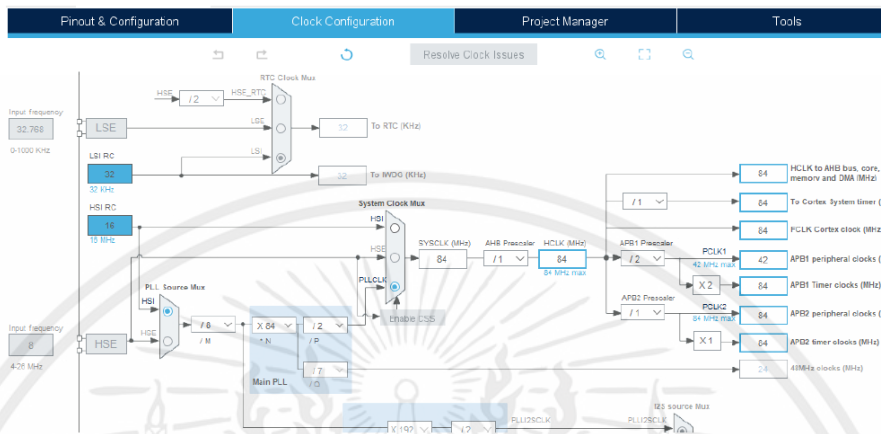 Pinout & Configuration
Clock Configuration
Project Manager
Tools
Resolve Clock Issues
RTC Clock Mux
HSE
/ 2
HSE_RTC
Input frequency
32.768
0-1000 KHz
LSE
LSE
32
To RTC (KHz)
LSI
LSI RC
32
32 KHz
32
To IWDG (KHz)
HSI RC
16
16 MHz
System Clock Mux
HSI
HSE
PLLCLK
SYSCLK (MHz)
84
AHB Prescaler
/ 1
HCLK (MHz)
84
84 MHz max
84
HCLK to AHB bus, core,
memory and DMA (MHz)
/ 1
84
To Cortex System timer (
84
FCLK Cortex clock (MHz
APB1 Prescaler
/ 2
PCLK1
42 MHz max
42
APB1 peripheral clocks (
X 2
84
APB1 Timer clocks (MHz)
APB2 Prescaler
/ 1
PCLK2
84 MHz max
84
APB2 peripheral clocks (
X 1
84
APB2 timer clocks (MHz)
Enable CSS
PLL Source Mux
HSI
HSE
Input frequency
8
4-26 MHz
HSE
/ 8
/ M
X 84
* N
/ 2
/ P
/ 7
/ Q
Main PLL
24
48MHz clocks (MHz)
X 192
/ 2
PLLI2SCLK
PLLI2SCLK
I2S source Mux